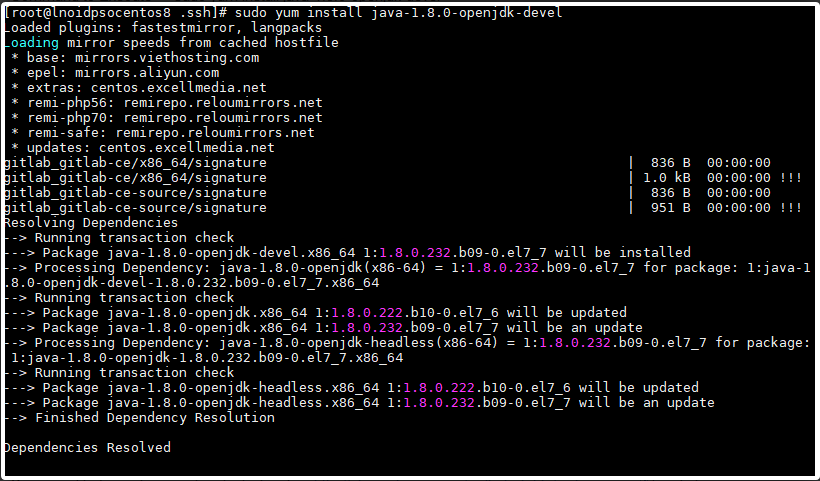 [root@lnoidpsocentos8 .ssh]# sudo yum install java-1.8.0-openjdk-devel
Loaded plugins: fastestmirror, langpacks
Loading mirror speeds from cached hostfile
 * base: mirrors.viethosting.com
 * epel: mirrors.aliyun.com
 * extras: centos.excellmedia.net
 * remi-php56: remirepo.reloumirrors.net
 * remi-php70: remirepo.reloumirrors.net
 * remi-safe: remirepo.reloumirrors.net
 * updates: centos.excellmedia.net
gitlab_gitlab-ce/x86_64/signature | 836 B 00:00:00
gitlab_gitlab-ce/x86_64/signature | 1.0 kB 00:00:00 !!!
gitlab_gitlab-ce-source/signature | 836 B 00:00:00
gitlab_gitlab-ce-source/signature | 951 B 00:00:00 !!!
Resolving Dependencies
--> Running transaction check
---> Package java-1.8.0-openjdk-devel.x86_64 1:1.8.0.232.b09-0.el7_7 will be installed
--> Processing Dependency: java-1.8.0-openjdk(x86-64) = 1:1.8.0.232.b09-0.el7_7 for package: 1:java-1
.8.0-openjdk-devel-1.8.0.232.b09-0.el7_7.x86_64
--> Running transaction check
---> Package java-1.8.0-openjdk.x86_64 1:1.8.0.222.b10-0.el7_6 will be updated
---> Package java-1.8.0-openjdk.x86_64 1:1.8.0.232.b09-0.el7_7 will be an update
--> Processing Dependency: java-1.8.0-openjdk-headless(x86-64) = 1:1.8.0.232.b09-0.el7_7 for package:
 1:java-1.8.0-openjdk-1.8.0.232.b09-0.el7_7.x86_64
--> Running transaction check
---> Package java-1.8.0-openjdk-headless.x86_64 1:1.8.0.222.b10-0.el7_6 will be updated
---> Package java-1.8.0-openjdk-headless.x86_64 1:1.8.0.232.b09-0.el7_7 will be an update
--> Finished Dependency Resolution

Dependencies Resolved